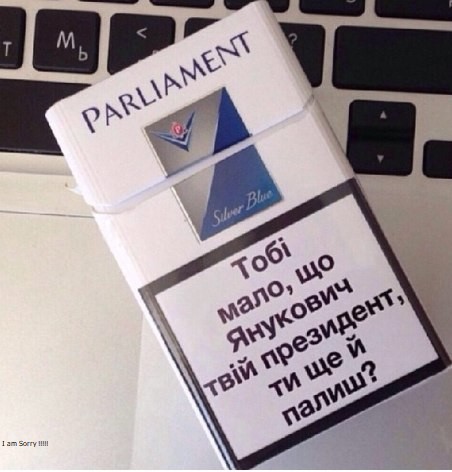 Т
М
Ь
<
?
PARLIAMENT
P
Silver Blue
Тобі
мало, що
Янукович
твій президент,
ти ще й
палиш?
I am Sorry !!!!!